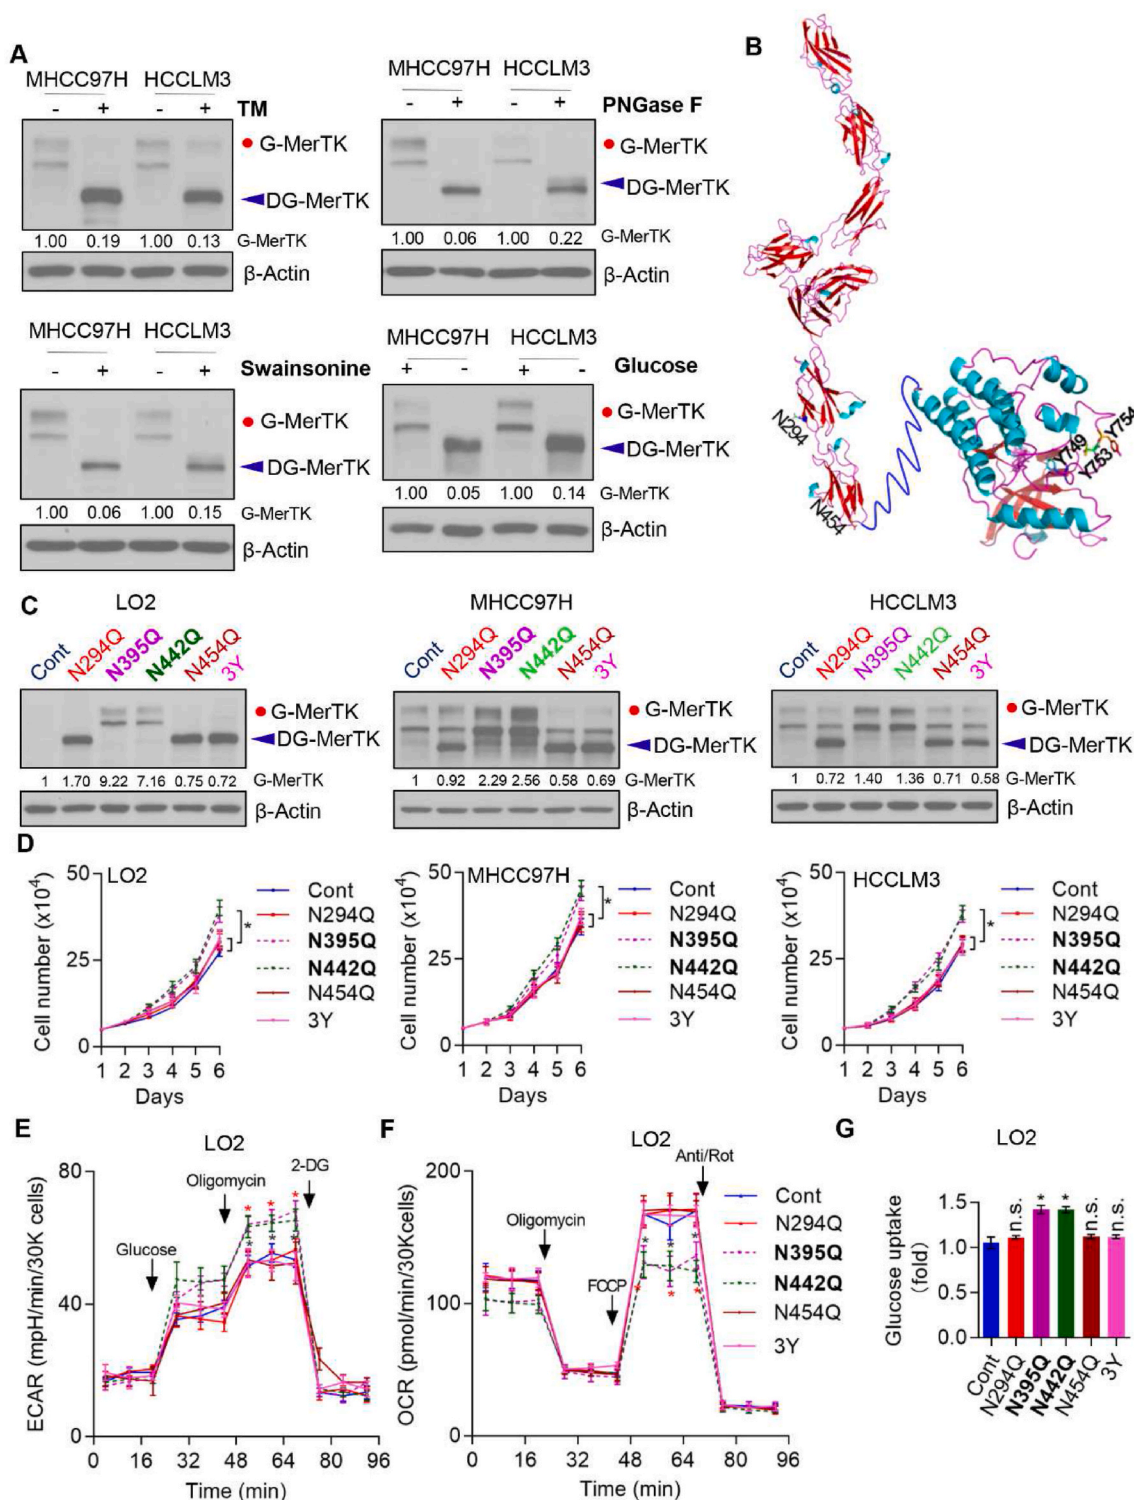 A
MHCC97H HCCLM3
- + - + TM
G-MerTK
DG-MerTK
1.00 0.19 1.00 0.13 G-MerTK
β-Actin
MHCC97H HCCLM3
- + - + PNGase F
G-MerTK
DG-MerTK
1.00 0.06 1.00 0.22 G-MerTK
β-Actin
MHCC97H HCCLM3
- + - + Swainsonine
G-MerTK
DG-MerTK
1.00 0.06 1.00 0.15 G-MerTK
β-Actin
MHCC97H HCCLM3
+ - + - Glucose
G-MerTK
DG-MerTK
1.00 0.05 1.00 0.14 G-MerTK
β-Actin
B
N294
N454
Y749
Y753
Y754
C
LO2
Cont N294Q N395Q N442Q N454Q 3Y
G-MerTK
DG-MerTK
1 1.70 9.22 7.16 0.75 0.72 G-MerTK
β-Actin
MHCC97H
Cont N294Q N395Q N442Q N454Q 3Y
G-MerTK
DG-MerTK
1 0.92 2.29 2.56 0.58 0.69 G-MerTK
β-Actin
HCCLM3
Cont N294Q N395Q N442Q N454Q 3Y
G-MerTK
DG-MerTK
1 0.72 1.40 1.36 0.71 0.58 G-MerTK
β-Actin
D
LO2
Cell number (x10⁴)
50
25
0
1 2 3 4 5 6
Days
*
Cont
N294Q
N395Q
N442Q
N454Q
3Y
MHCC97H
Cell number (x10⁴)
50
25
0
1 2 3 4 5 6
Days
*
Cont
N294Q
N395Q
N442Q
N454Q
3Y
HCCLM3
Cell number (x10⁴)
50
25
0
1 2 3 4 5 6
Days
*
Cont
N294Q
N395Q
N442Q
N454Q
3Y
E
LO2
ECAR (mpH/min/30K cells)
80
40
0
Glucose
Oligomycin
2-DG
* * *
* * *
0 16 32 48 64 80 96
Time (min)
F
LO2
OCR (pmol/min/30Kcells)
200
100
0
Oligomycin
FCCP
Anti/Rot
* * *
* * *
0 16 32 48 64 80 96
Time (min)
Cont
N294Q
N395Q
N442Q
N454Q
3Y
G
LO2
Glucose uptake
(fold)
1.5
1.0
0.5
0.0
n.s. * * n.s. n.s.
Cont N294Q N395Q N442Q N454Q 3Y